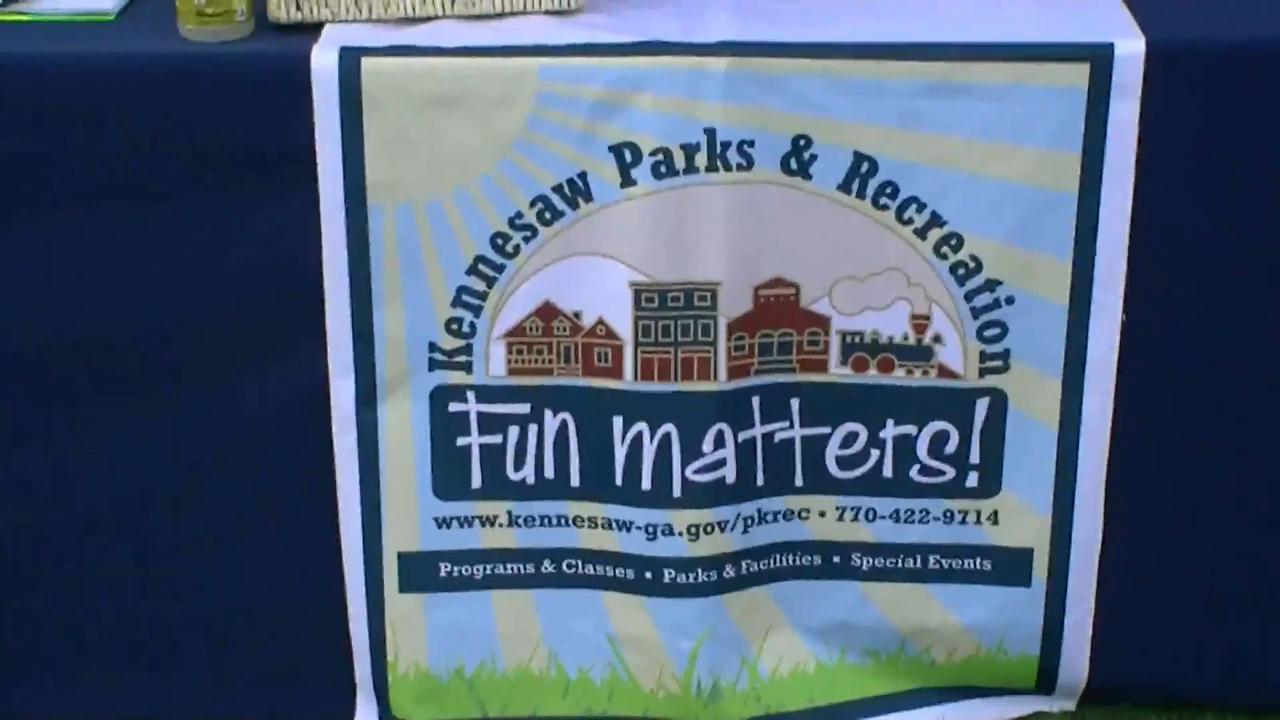 Kennesaw Parks & Recreation
Fun matters!
www.kennesaw-ga.gov/pkrec • 770-422-9714
Programs & Classes ▪ Parks & Facilities ▪ Special Events